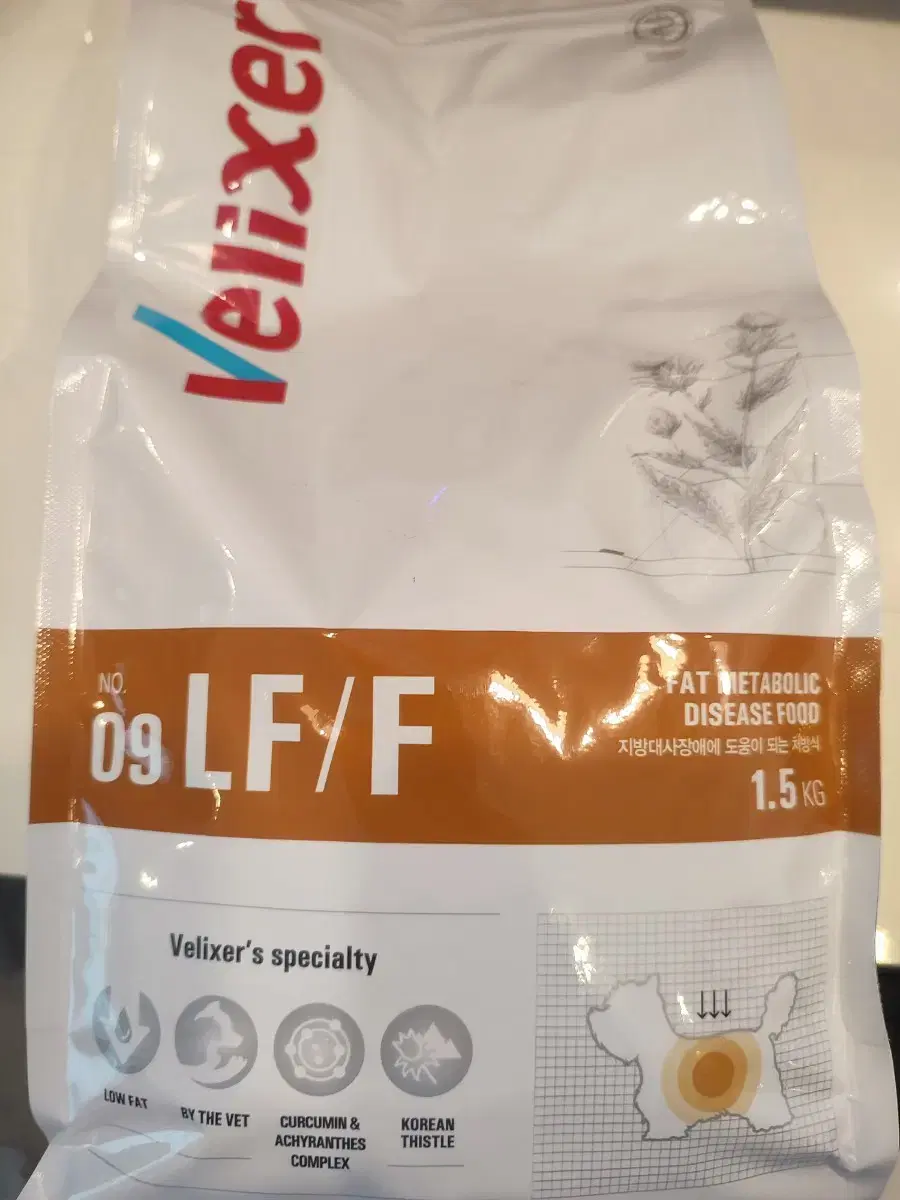 Velixer
NO.
09 LF/F
FAT METABOLIC
DISEASE FOOD
지방대사장애에 도움이 되는 처방식
1.5 KG
Velixer's specialty
LOW FAT
BY THE VET
CURCUMIN &
ACHYRANTHES
COMPLEX
KOREAN
THISTLE